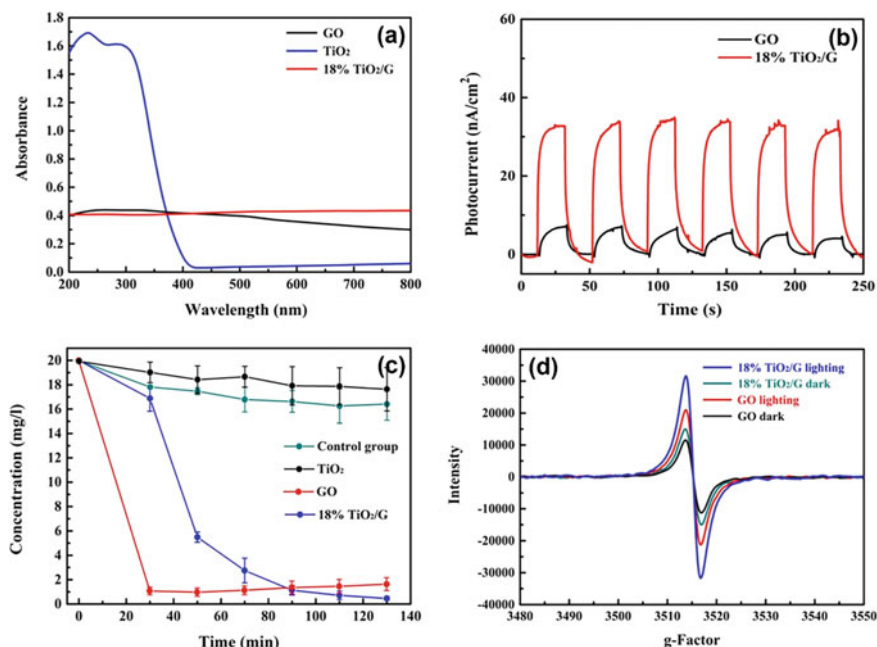 (a)
GO
TiO₂
18% TiO₂/G
Absorbance
1.8
1.6
1.4
1.2
1.0
0.8
0.6
0.4
0.2
0.0
200 300 400 500 600 700 800
Wavelength (nm)
(b)
GO
18% TiO₂/G
Photocurrent (nA/cm²)
60
40
20
0
0 50 100 150 200 250
Time (s)
(c)
Control group
TiO₂
GO
18% TiO₂/G
Concentration (mg/l)
22
20
18
16
14
12
10
8
6
4
2
0
0 20 40 60 80 100 120 140
Time (min)
(d)
18% TiO₂/G lighting
18% TiO₂/G dark
GO lighting
GO dark
Intensity
50000
40000
30000
20000
10000
0
-10000
-20000
-30000
-40000
3480 3490 3500 3510 3520 3530 3540 3550
g-Factor